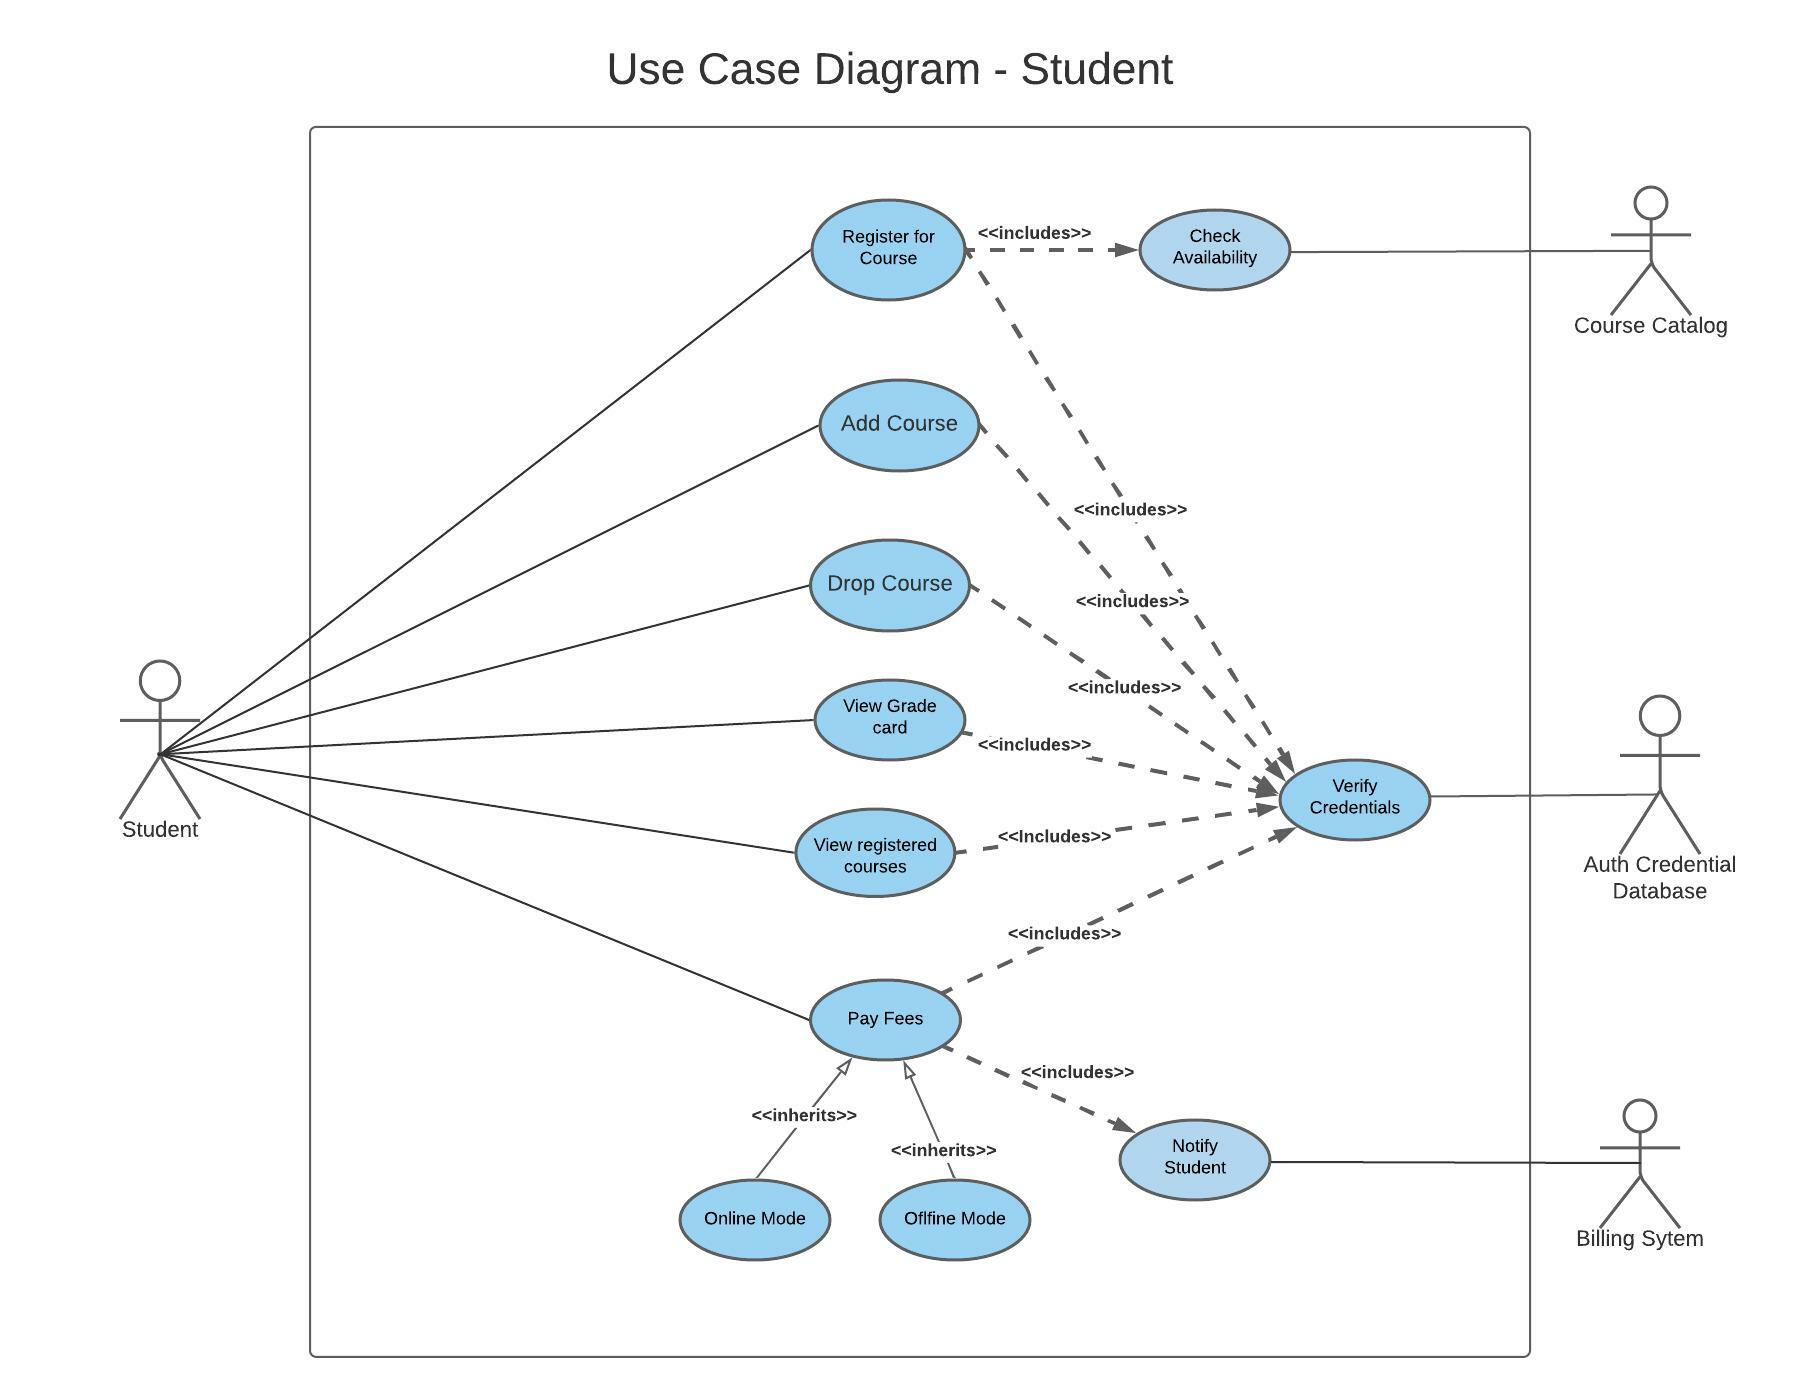 Use Case Diagram - Student
Register for
Course
<<includes>>
Check
Availability
Course Catalog
Add Course
<<includes>>
Drop Course
<<includes>>
<<includes>>
View Grade
card
<<includes>>
Verify
Credentials
Student
View registered
courses
<<Includes>>
Auth Credential
Database
<<includes>>
Pay Fees
<<includes>>
<<inherits>>
<<inherits>>
Notify
Student
Online Mode
Oflfine Mode
Billing Sytem